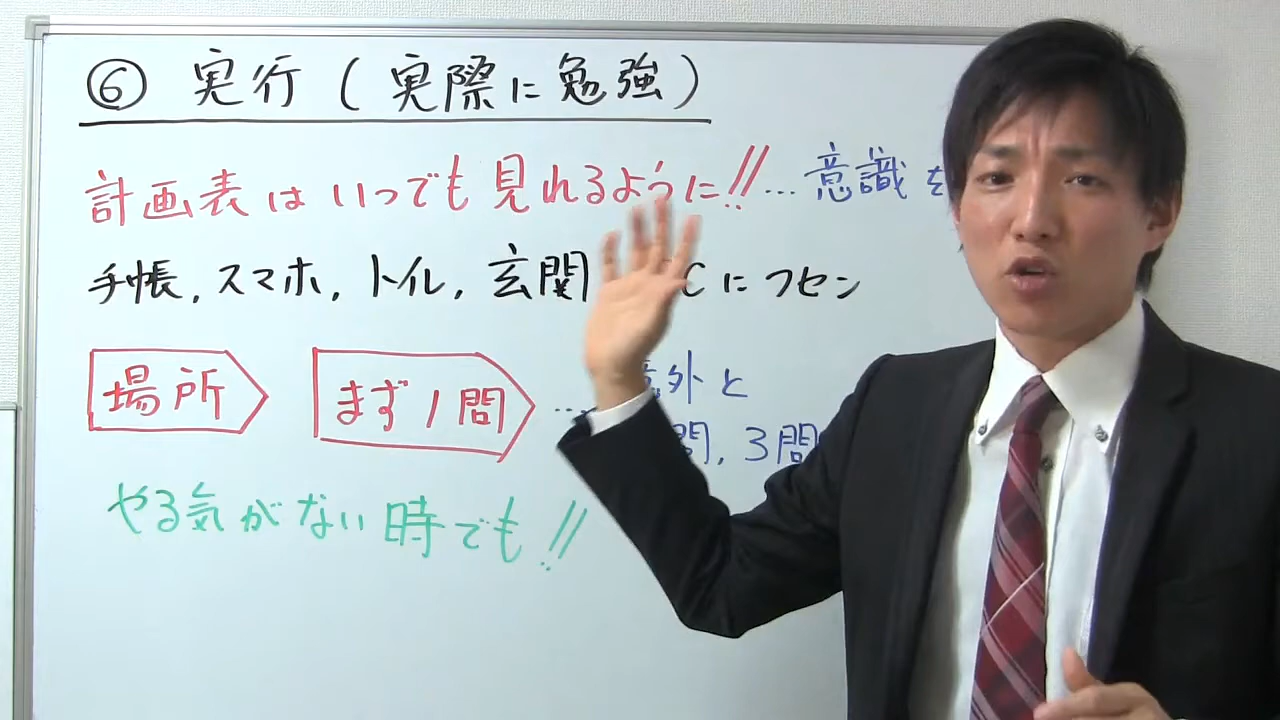 ⑥ 実行 (実際に勉強)
計画表はいつでも見れるように!! … 意識を
手帳, スマホ, トイレ, 玄関 Cにフセン
場所 まず1問 … 意外と
問, 3問
やる気がない時でも!!